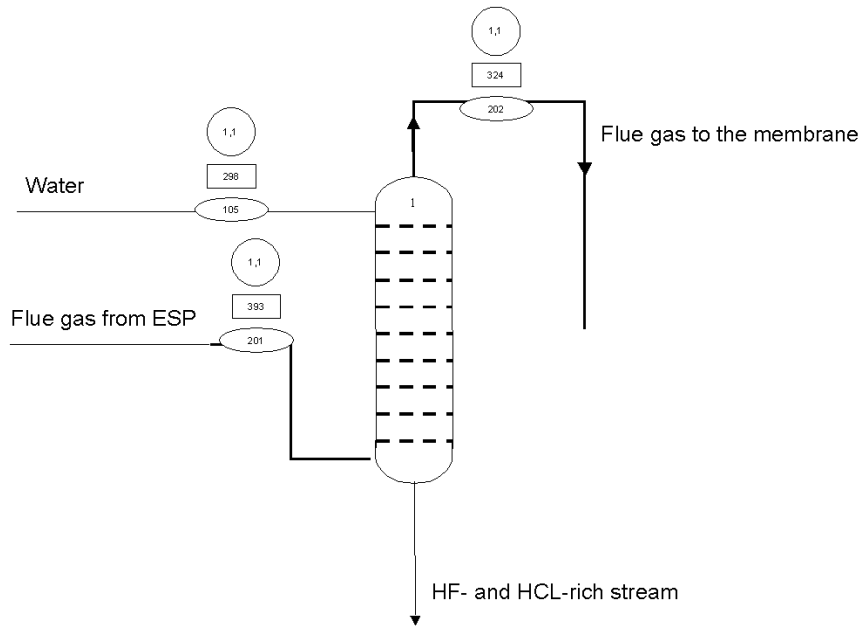 1,1
324
202
Flue gas to the membrane
1,1
298
Water
105
1
1,1
393
Flue gas from ESP
201
HF- and HCL-rich stream